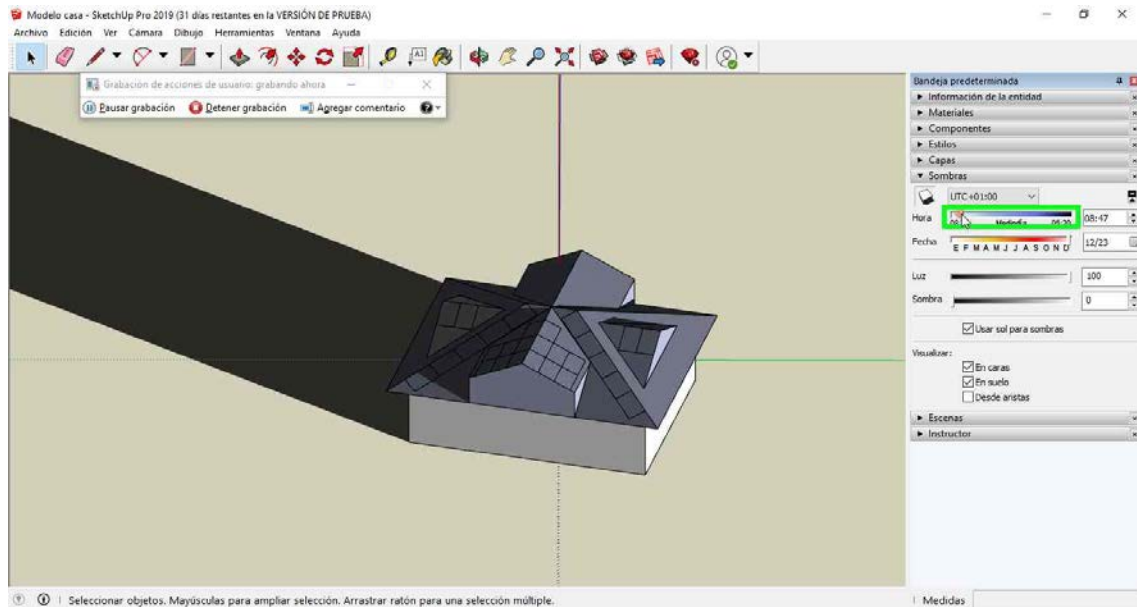 Modelo casa - SketchUp Pro 2019 (31 días restantes en la VERSIÓN DE PRUEBA)
Archivo Edición Ver Cámara Dibujo Herramientas Ventana Ayuda
Grabación de acciones de usuario: grabando ahora
Pausar grabación Detener grabación Agregar comentario
Bandeja predeterminada
Información de la entidad
Materiales
Componentes
Estilos
Capas
Sombras
UTC+01:00
Hora 08:47
Fecha E F M A M J J A S O N D 12/23
Luz 100
Sombra 0
Usar sol para sombras
Visualizar:
En caras
En suelo
Desde aristas
Escenas
Instructor
Seleccionar objetos. Mayúsculas para ampliar selección. Arrastrar ratón para una selección múltiple.
Medidas